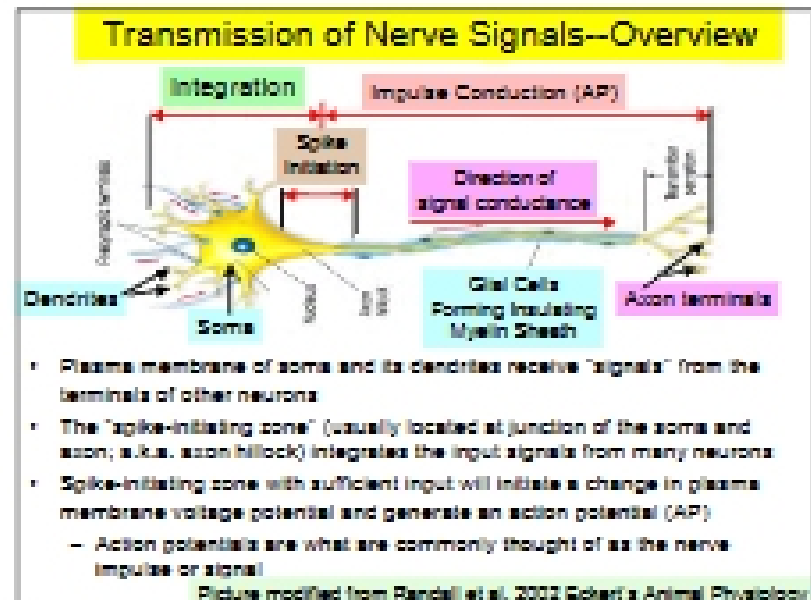 Transmission of Nerve Signals--Overview
Integration
Impulse Conduction (AP)
Spike
Initiation
Direction of
signal conductance
Presynaptic terminals
Dendrites
Soma
Nucleus
Axon
hillock
Glial Cells
Forming Insulating
Myelin Sheath
Axon terminals
• Plasma membrane of soma and its dendrites receive "signals" from the
terminals of other neurons
• The "spike-initiating zone" (usually located at junction of the soma and
axon; a.k.a. axon hillock) integrates the input signals from many neurons
• Spike-initiating zone with sufficient input will initiate a change in plasma
membrane voltage potential and generate an action potential (AP)
– Action potentials are what are commonly thought of as the nerve
impulse or signal
Picture modified from Randall et al. 2002 Eckert's Animal Physiology